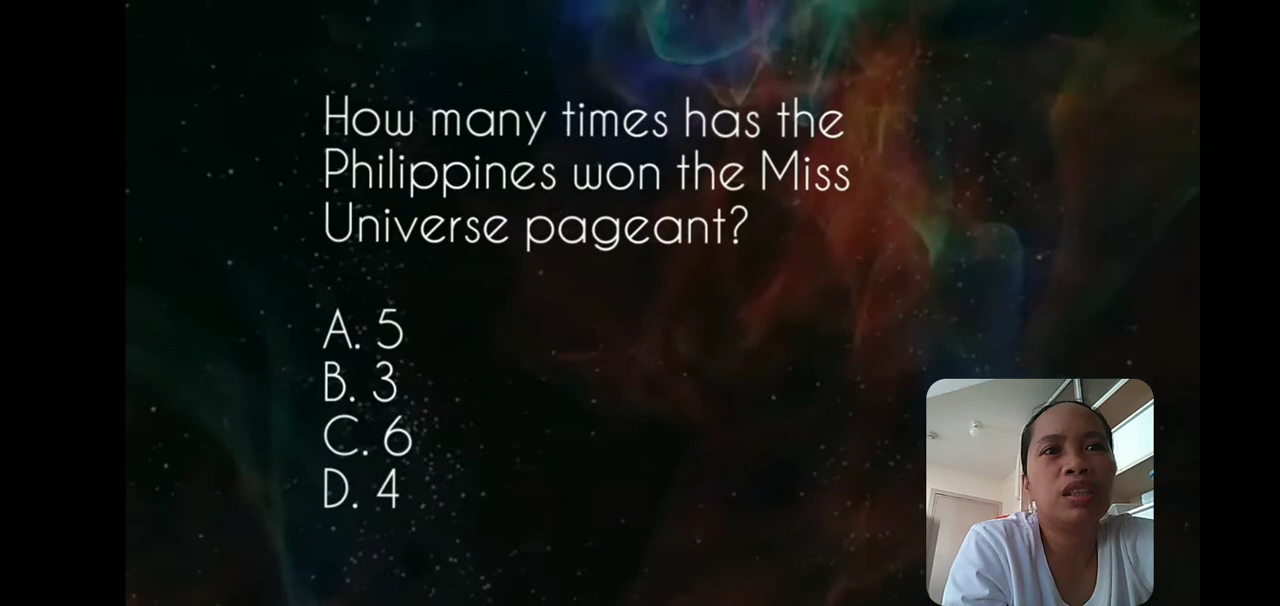 How many times has the
Philippines won the Miss
Universe pageant?
A. 5
B. 3
C. 6
D. 4